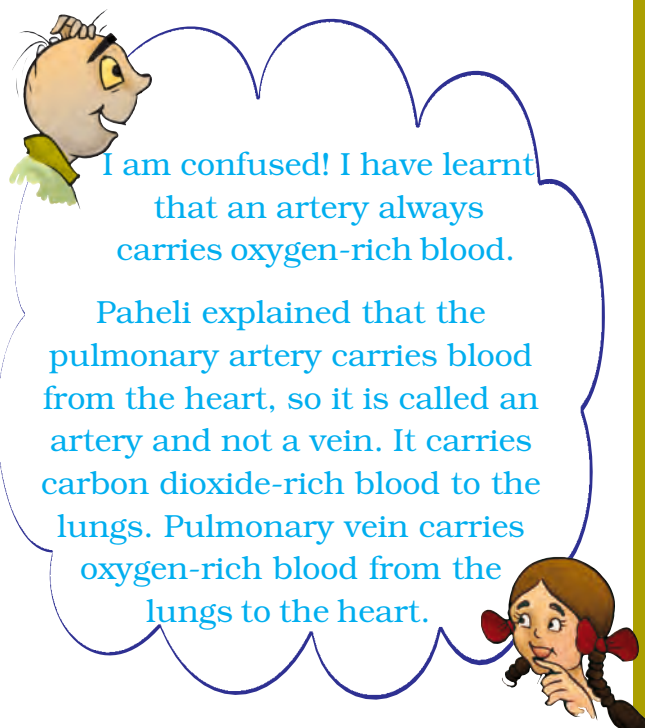 I am confused! I have learnt
that an artery always
carries oxygen-rich blood.
Paheli explained that the
pulmonary artery carries blood
from the heart, so it is called an
artery and not a vein. It carries
carbon dioxide-rich blood to the
lungs. Pulmonary vein carries
oxygen-rich blood from the
lungs to the heart.